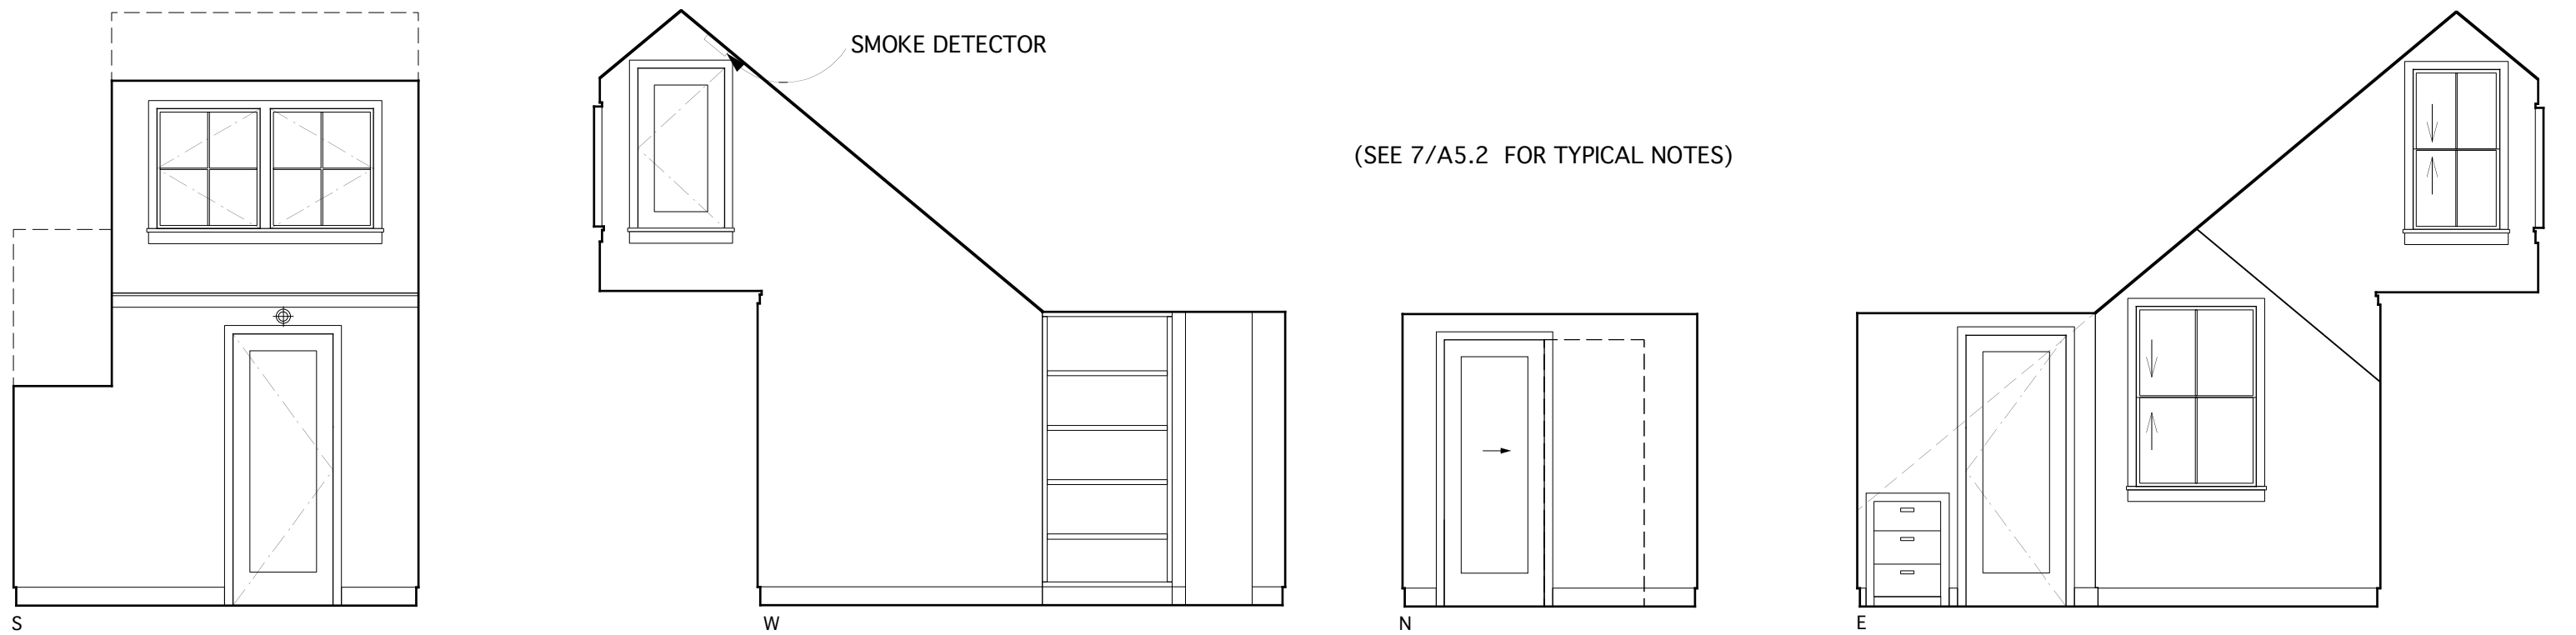 SMOKE DETECTOR
(SEE 7/A5.2 FOR TYPICAL NOTES)
S
W
N
E